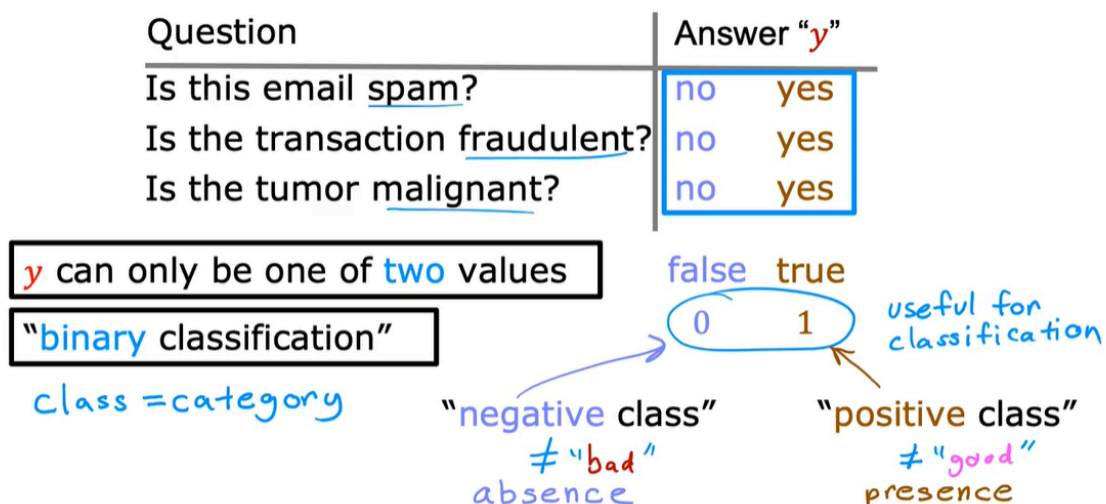 Question Answer “y”
Is this email spam? no yes
Is the transaction fraudulent? no yes
Is the tumor malignant? no yes
y can only be one of two values false true
“binary classification” 0 1 useful for classification
class = category
“negative class” “positive class”
≠ “bad” ≠ “good”
absence presence